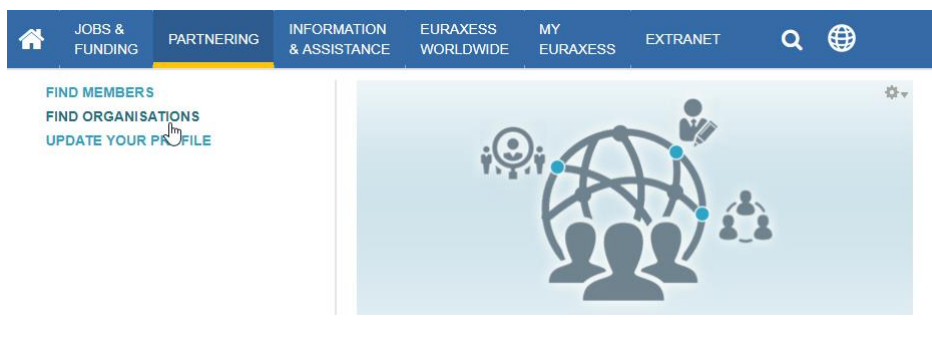 JOBS &
FUNDING
PARTNERING
INFORMATION
& ASSISTANCE
EURAXESS
WORLDWIDE
MY
EURAXESS
EXTRANET
FIND MEMBERS
FIND ORGANISATIONS
UPDATE YOUR PROFILE